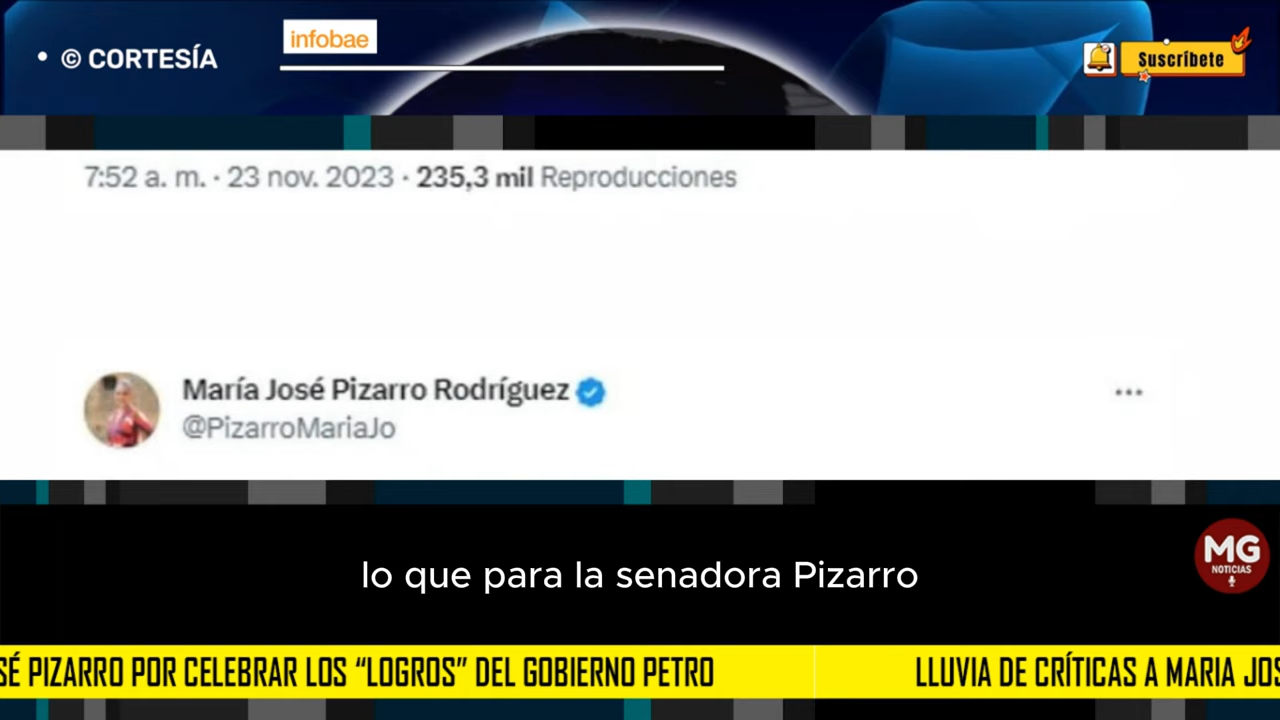 infobae
• © CORTESÍA
Suscríbete
7:52 a. m. · 23 nov. 2023 · 235,3 mil Reproducciones
María José Pizarro Rodríguez
@PizarroMariaJo
lo que para la senadora Pizarro
MG
NOTICIAS
SÉ PIZARRO POR CELEBRAR LOS “LOGROS” DEL GOBIERNO PETRO
LLUVIA DE CRÍTICAS A MARIA JOS